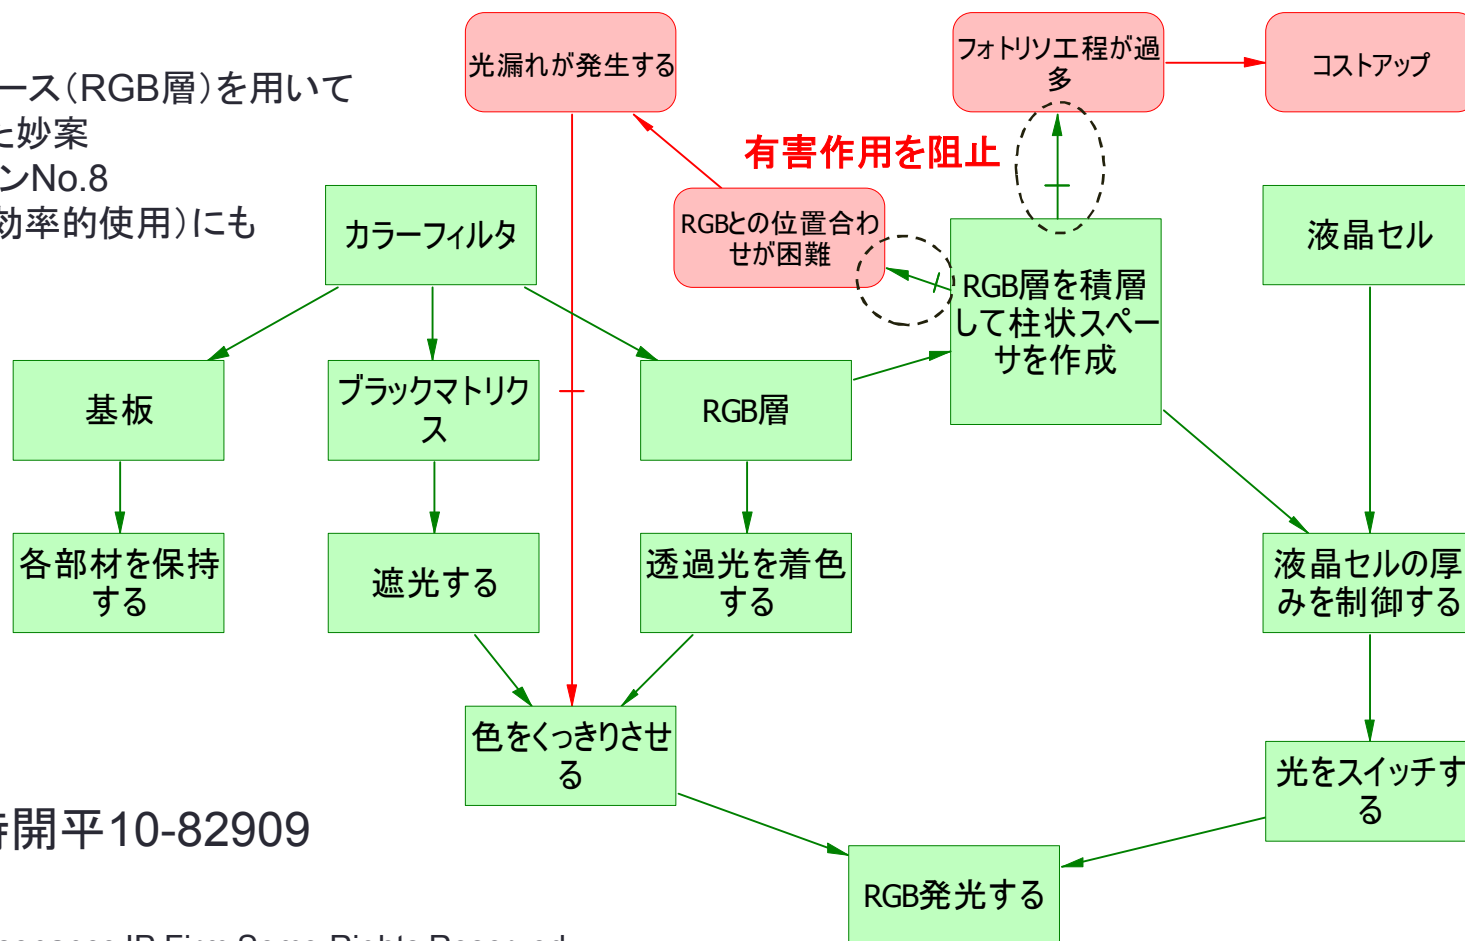 ース（RGB層）を用いて
た妙案
ンNo.8
効率的使用）にも
光漏れが発生する
フォトリソ工程が過
多
コストアップ
有害作用を阻止
カラーフィルタ
RGBとの位置合わ
せが困難
RGB層を積層
して柱状スペー
サを作成
液晶セル
基板
ブラックマトリク
ス
RGB層
各部材を保持
する
遮光する
透過光を着色
する
液晶セルの厚
みを制御する
色をくっきりさせ
る
光をスイッチす
る
開平10-82909
RGB発光する
IP Firm Some Rights Reserved